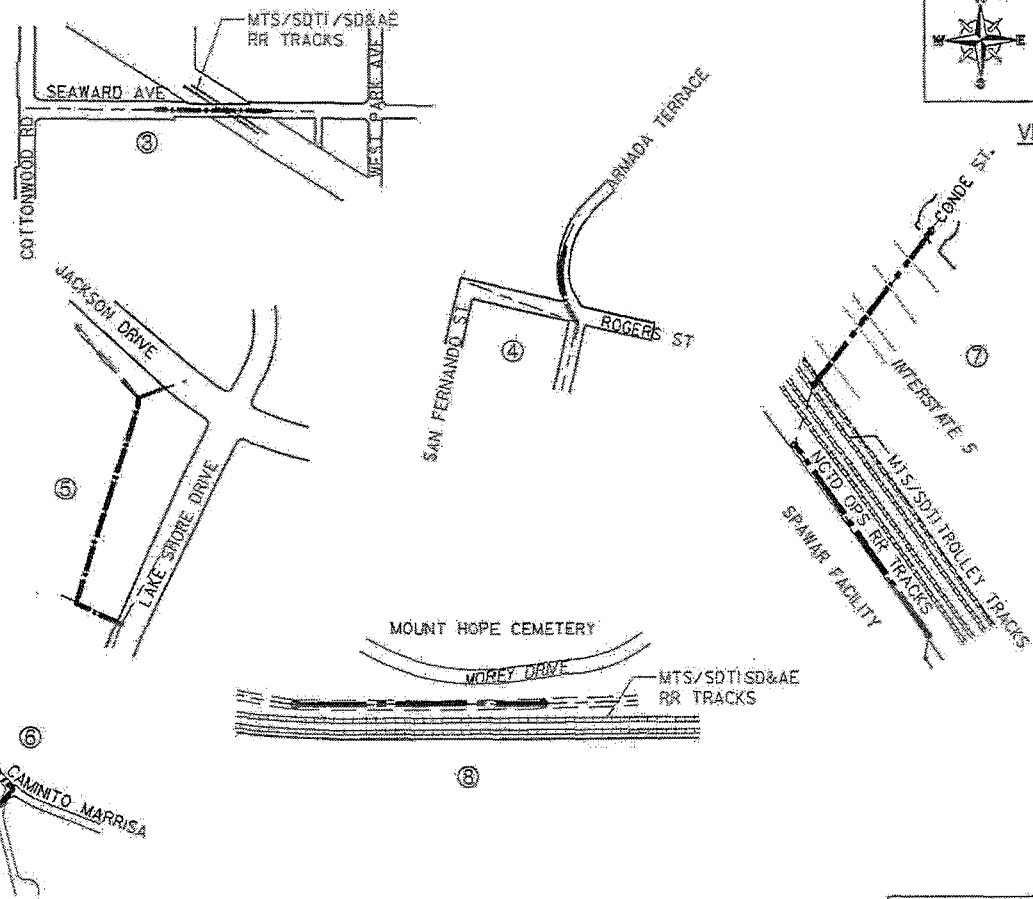 MTS/SDTI/SD&AE
RR TRACKS
W
E
S
SEAWARD AVE
COTTONWOOD RD
WEST PARK AVE
③
ARMADA TERRACE
CONDE ST.
JACKSON DRIVE
SAN FERNANDO ST
ROGERS ST
④
⑦
INTERSTATE 5
MTS/SDTI TROLLEY TRACKS
NCTD OPS RR TRACKS
SPAWAR FACILITY
⑤
LAKE SHORE DRIVE
MOUNT HOPE CEMETERY
MOREY DRIVE
MTS/SDTISD&AE
RR TRACKS
⑥
CAMINITO MARRISA
⑧